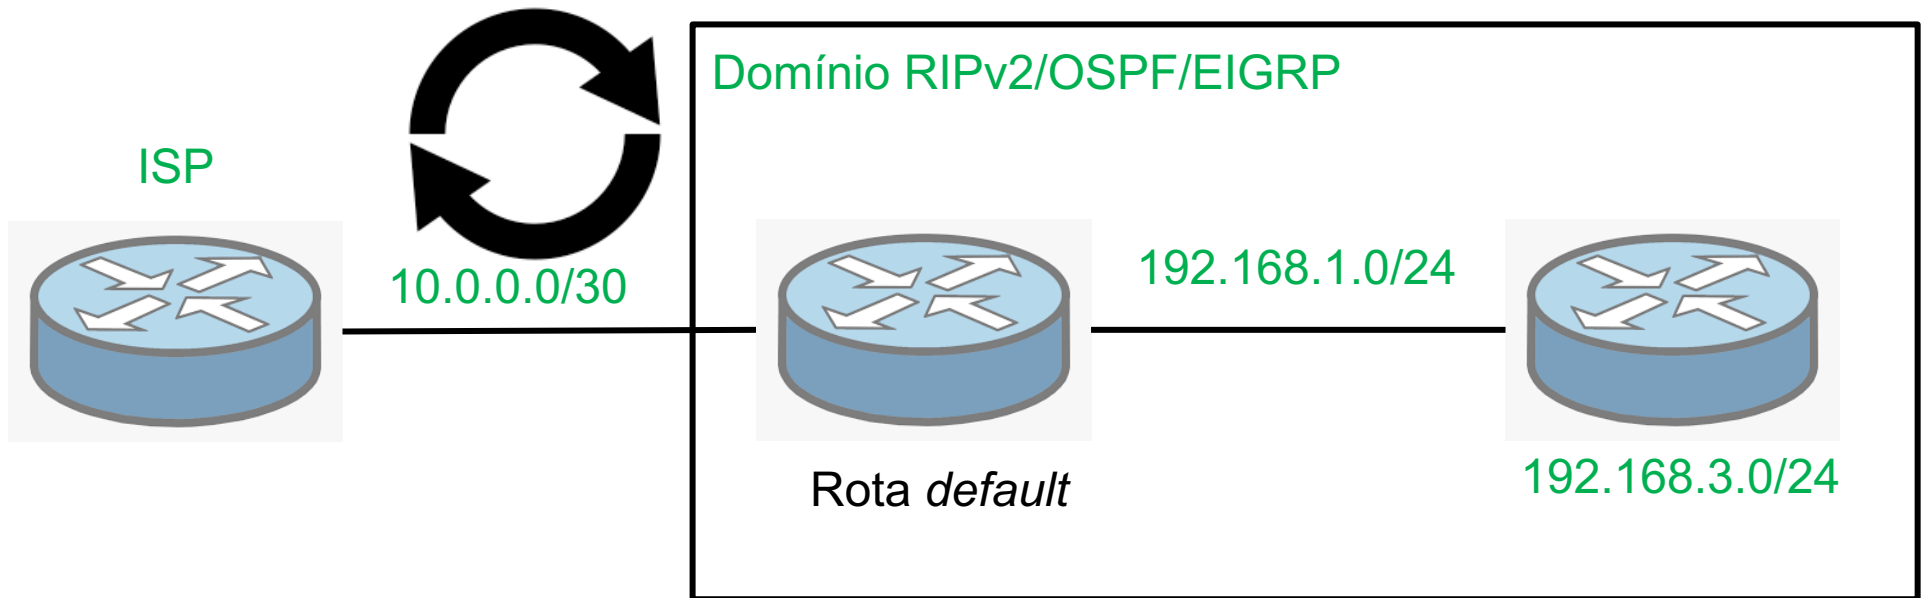 Domínio RIPv2/OSPF/EIGRP
ISP
10.0.0.0/30
192.168.1.0/24
Rota default
192.168.3.0/24